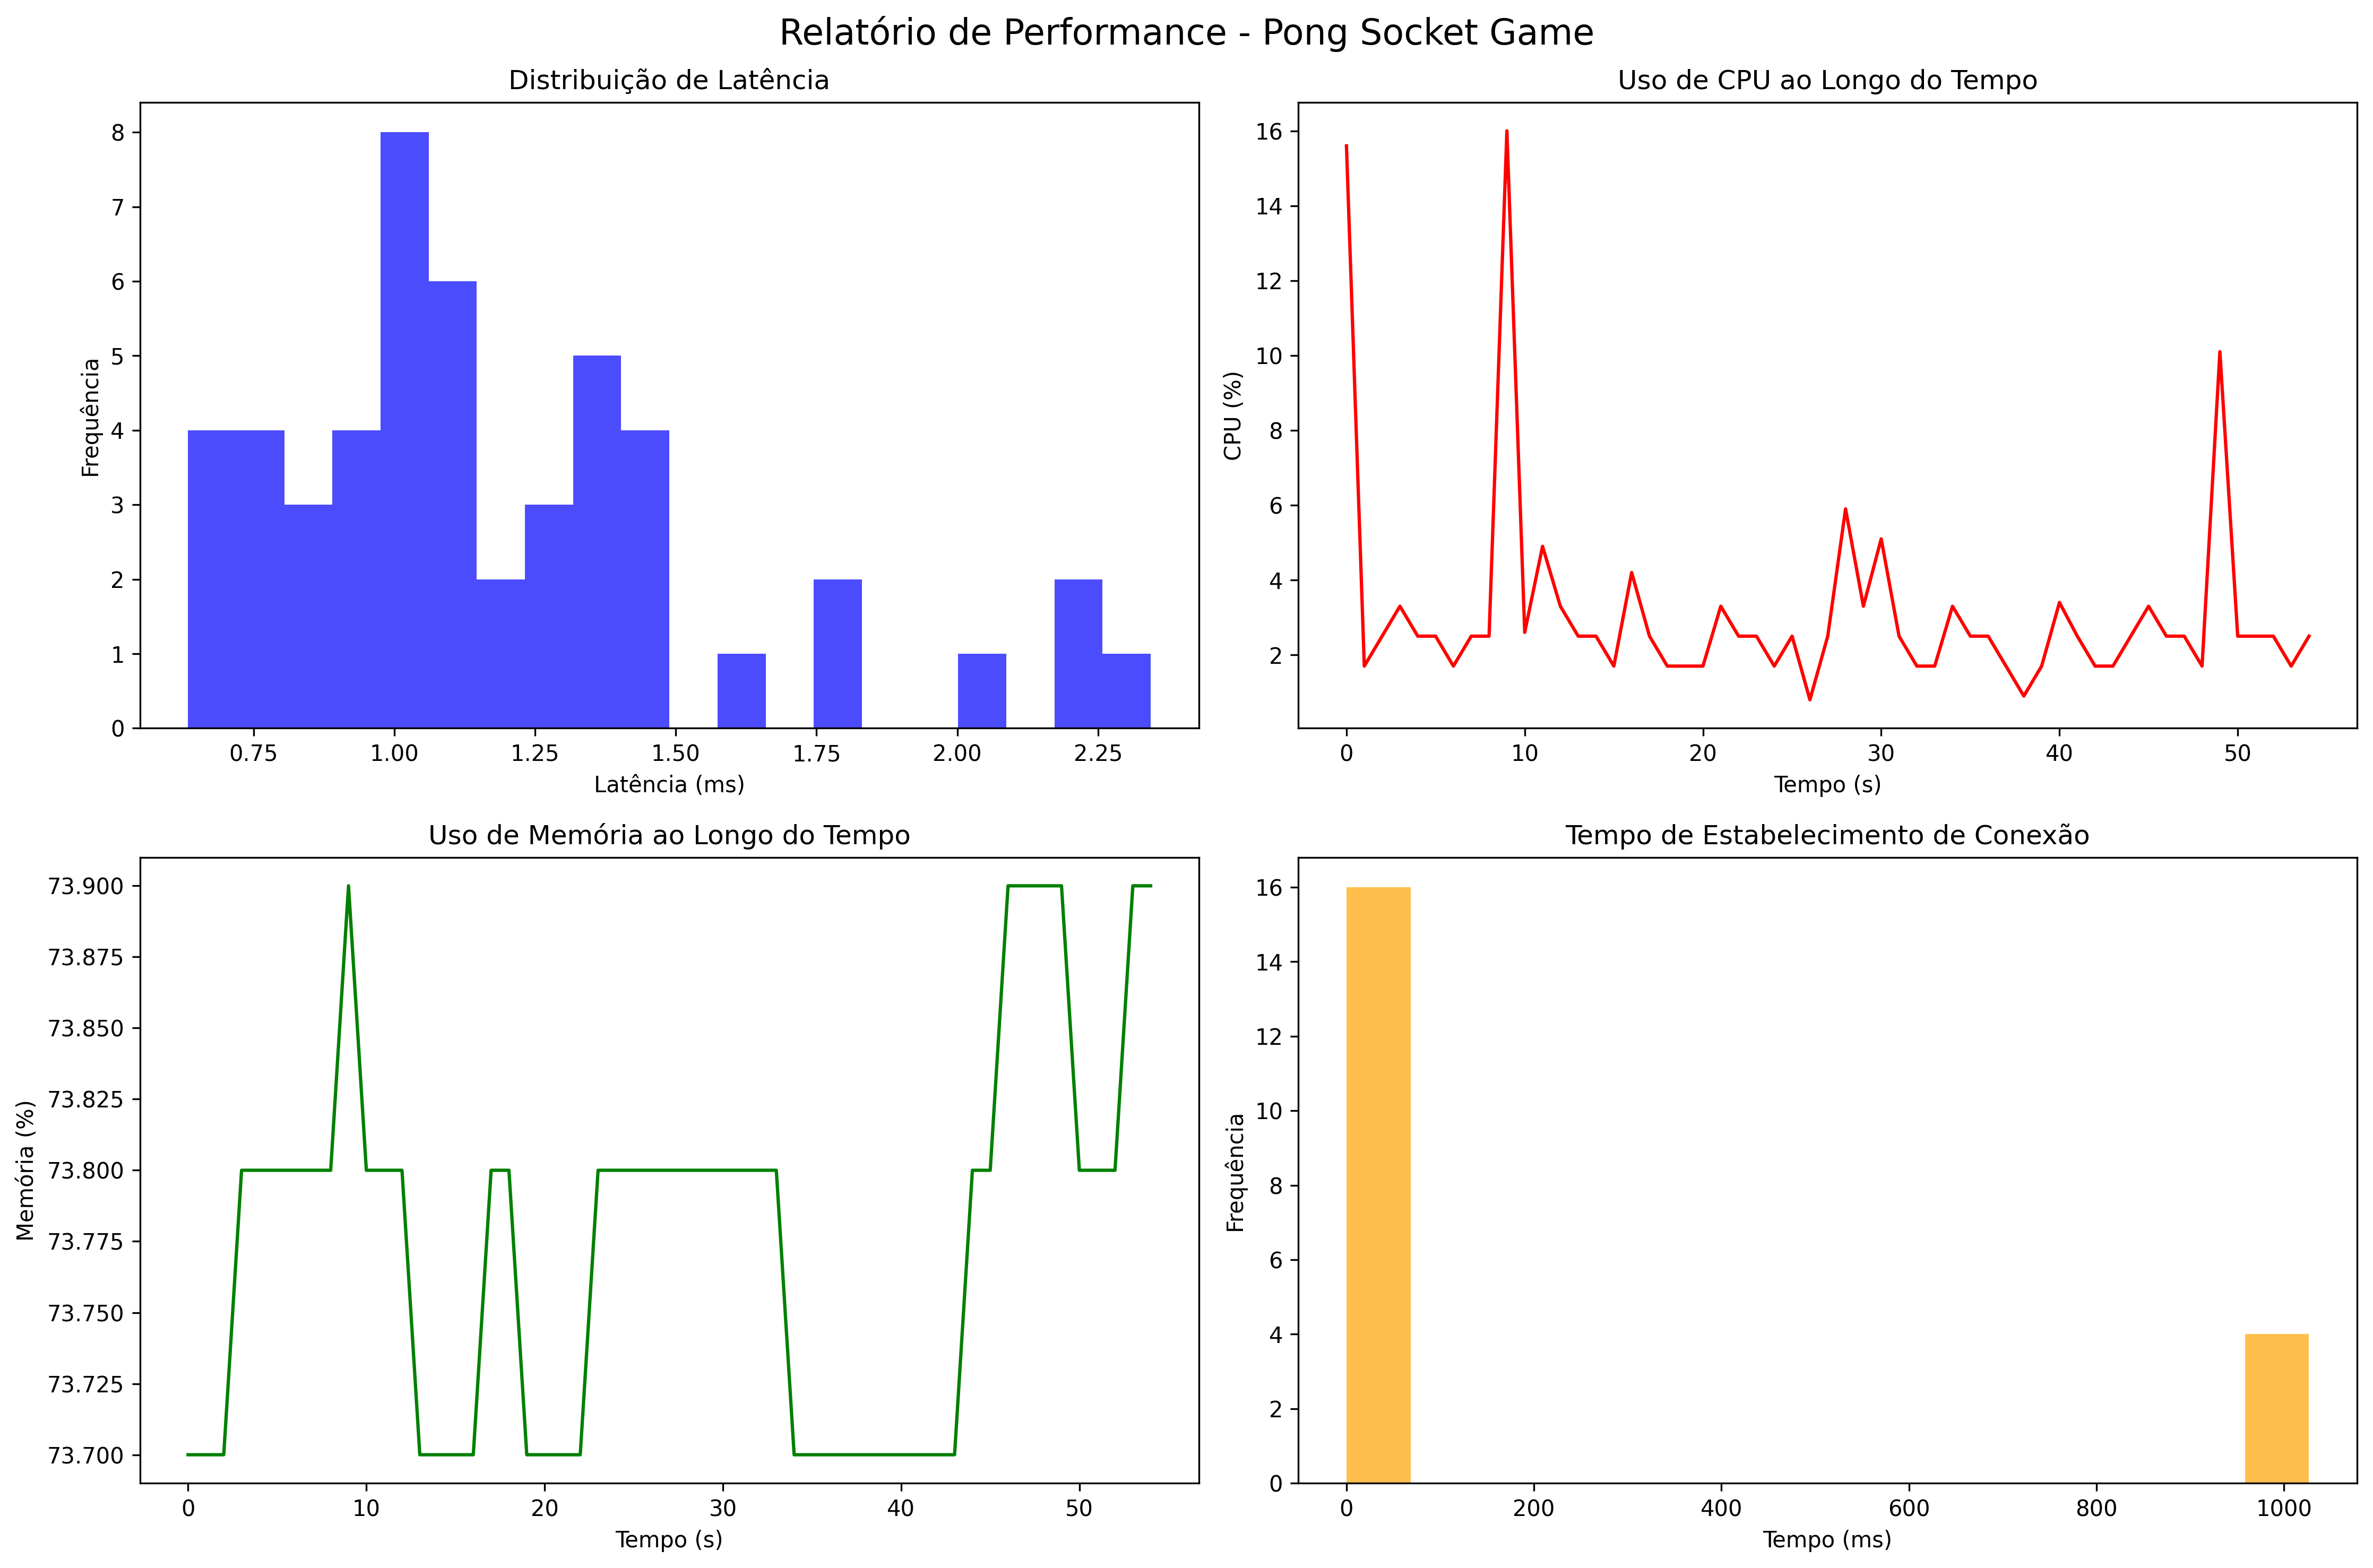 Relatório de Performance - Pong Socket Game
Distribuição de Latência
8
7
6
5
4
3
2
1
0
Frequência
0.75 1.00 1.25 1.50 1.75 2.00 2.25
Latência (ms)
Uso de CPU ao Longo do Tempo
16
14
12
10
8
6
4
2
CPU (%)
0 10 20 30 40 50
Tempo (s)
Uso de Memória ao Longo do Tempo
73.900
73.875
73.850
73.825
73.800
73.775
73.750
73.725
73.700
Memória (%)
0 10 20 30 40 50
Tempo (s)
Tempo de Estabelecimento de Conexão
16
14
12
10
8
6
4
2
0
Frequência
0 200 400 600 800 1000
Tempo (ms)